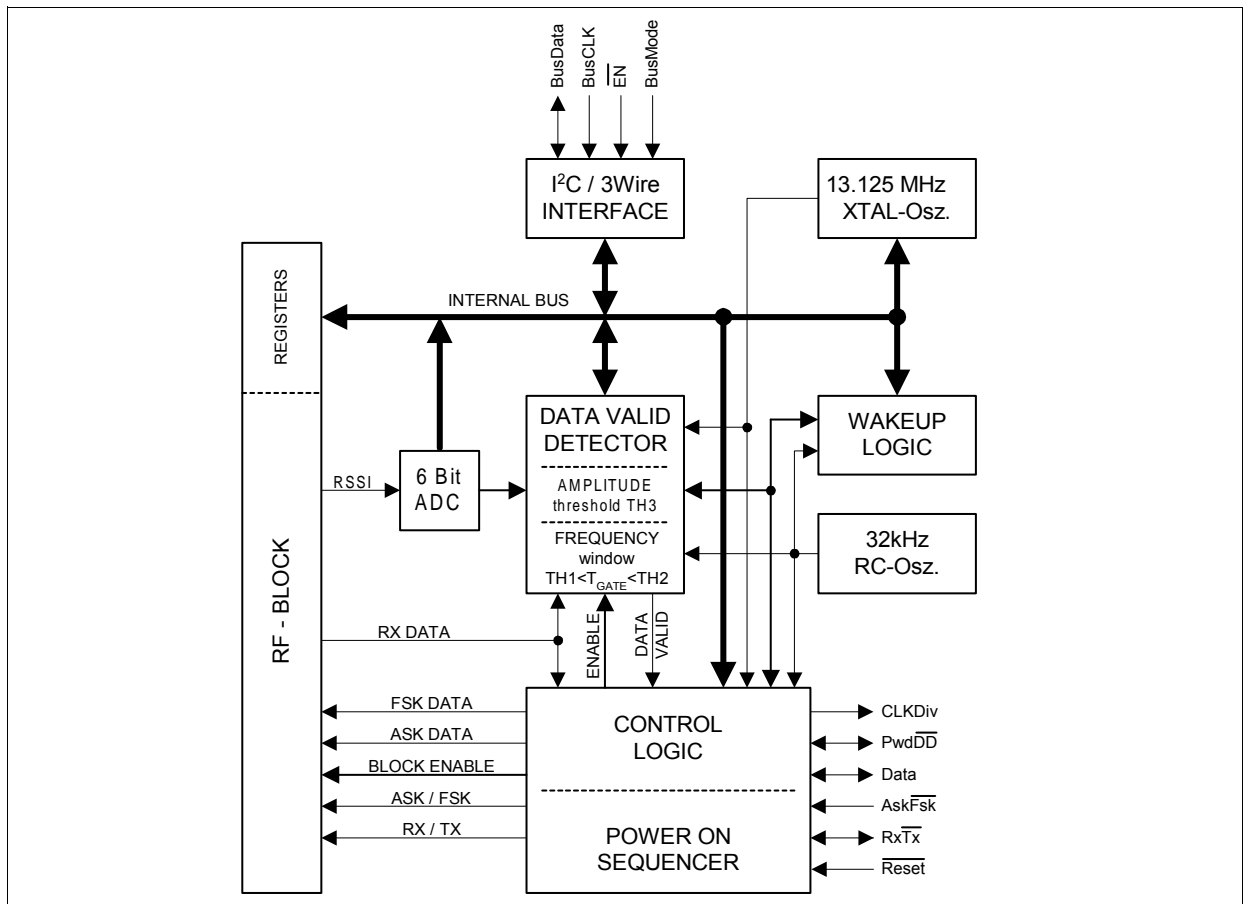 BusData
BusCLK
EN
BusMode
I²C / 3Wire
INTERFACE
13.125 MHz
XTAL-Osz.
REGISTERS
INTERNAL BUS
DATA VALID
DETECTOR
AMPLITUDE
threshold TH3
FREQUENCY
window
TH1<T_GATE<TH2
WAKEUP
LOGIC
RSSI
6 Bit
ADC
32kHz
RC-Osz.
RF - BLOCK
RX DATA
ENABLE
DATA
VALID
FSK DATA
ASK DATA
BLOCK ENABLE
ASK / FSK
RX / TX
CONTROL
LOGIC
POWER ON
SEQUENCER
CLKDiv
PwdDD
Data
AskFsk
RxTx
Reset